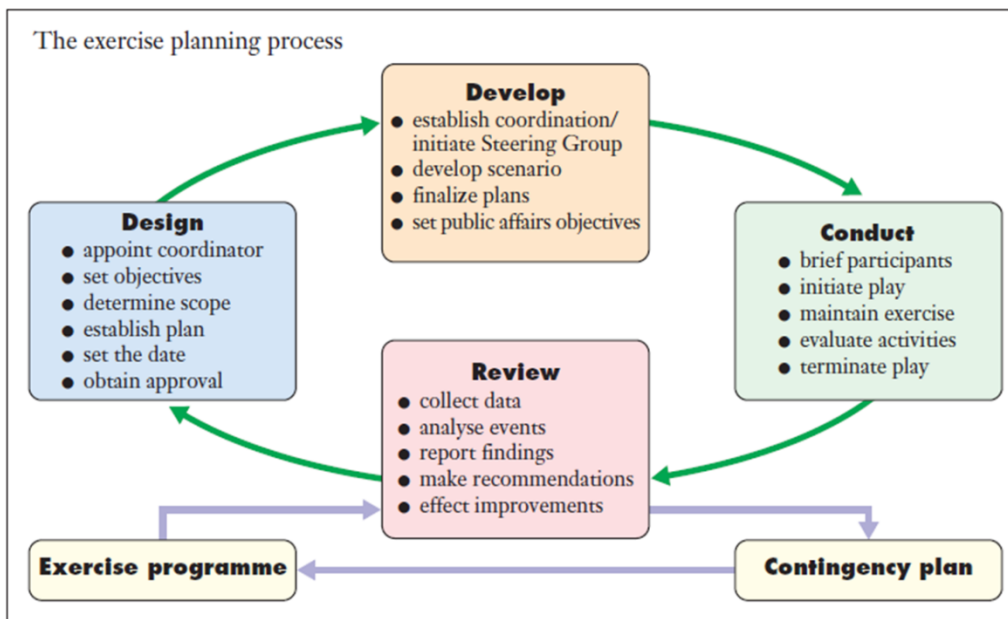 The exercise planning process
Develop
● establish coordination/
initiate Steering Group
● develop scenario
● finalize plans
● set public affairs objectives
Design
● appoint coordinator
● set objectives
● determine scope
● establish plan
● set the date
● obtain approval
Conduct
● brief participants
● initiate play
● maintain exercise
● evaluate activities
● terminate play
Review
● collect data
● analyse events
● report findings
● make recommendations
● effect improvements
Exercise programme
Contingency plan